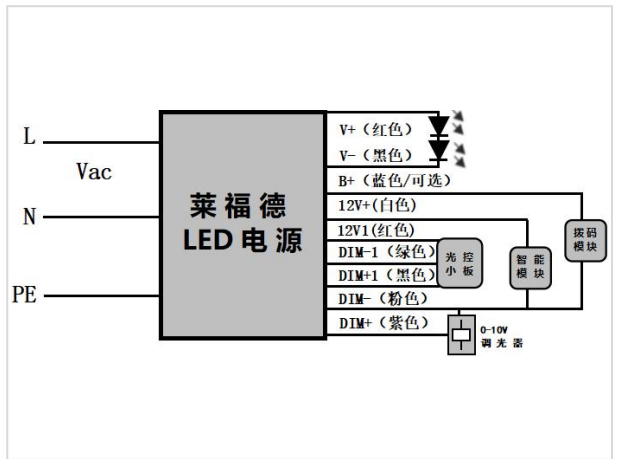 L
Vac
N
PE
莱福德
LED电源
V+（红色）
V-（黑色）
B+（蓝色/可选）
12V+(白色)
12V1(红色)
DIM-1（绿色）
DIM+1（黑色）
DIM-（粉色）
DIM+（紫色）
光控
小板
智能
模块
拨码
模块
0-10V
调光器